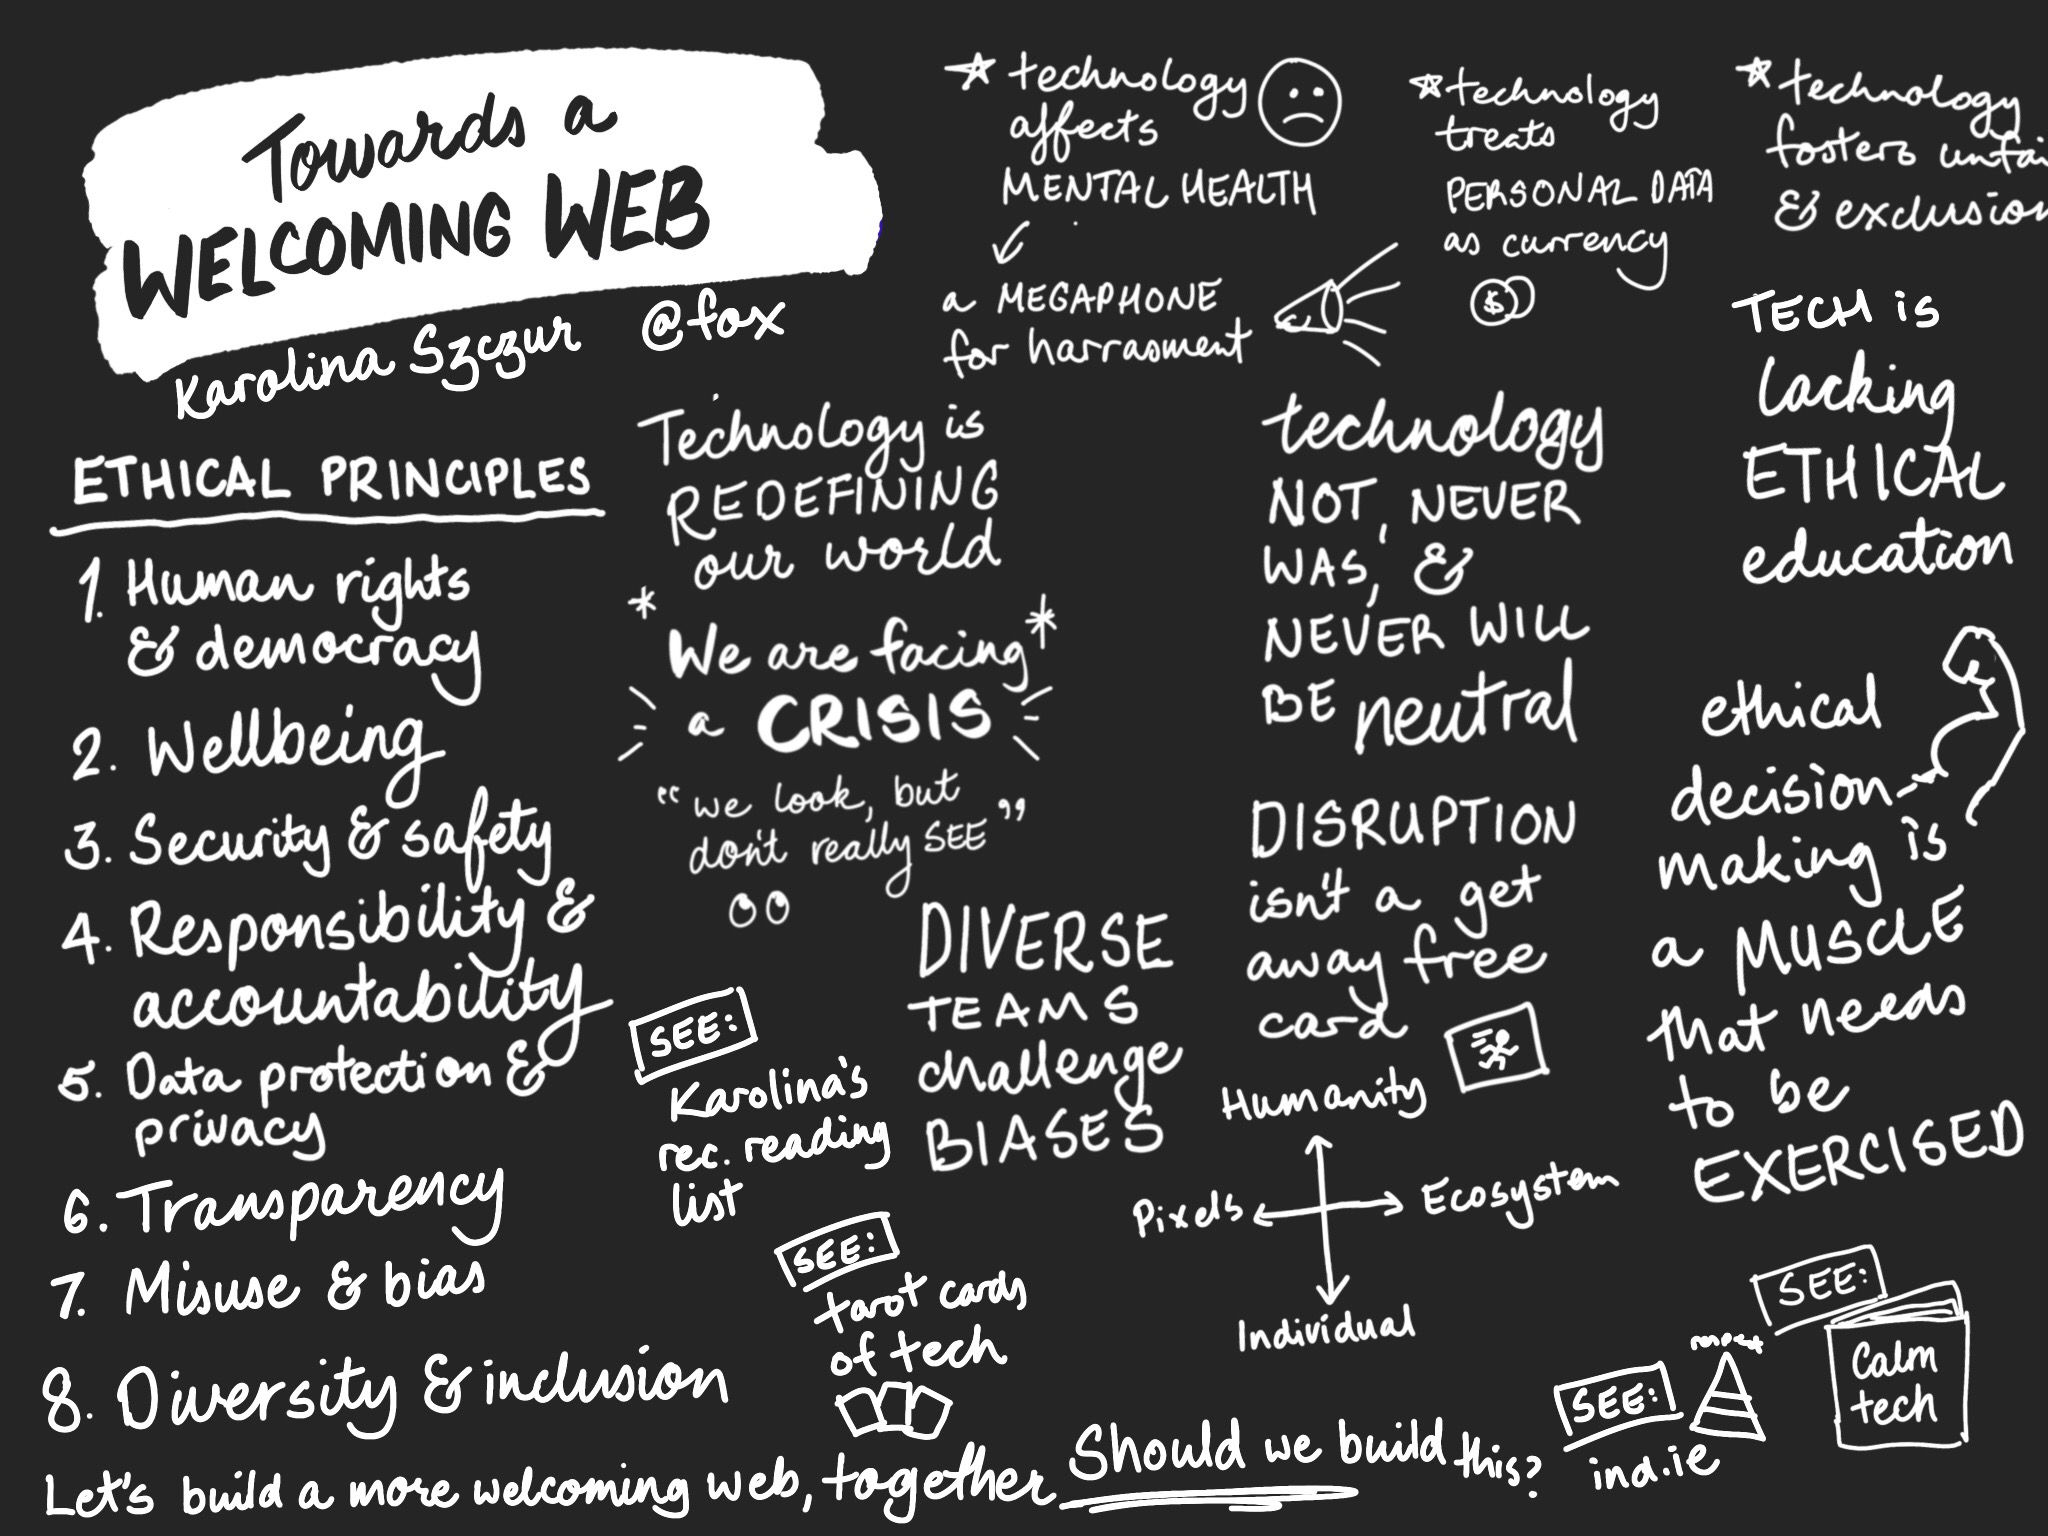 Towards a
WELCOMING WEB
Karolina Szczur @fox
ETHICAL PRINCIPLES
1. Human rights
& democracy
2. Wellbeing
3. Security & safety
4. Responsibility &
accountability
5. Data protection &
privacy
6. Transparency
7. Misuse & bias
8. Diversity & inclusion
Let's build a more welcoming web, together
Technology is
REDEFINING
our world
* We are facing *
a CRISIS
"we look, but
don't really SEE"
SEE:
Karolina's
rec. reading
list
SEE:
tarot cards
of tech
DIVERSE
TEAMS
challenge
BIASES
technology
affects
MENTAL HEALTH
a MEGAPHONE
for harrasment
technology
treats
PERSONAL DATA
as currency
$
technology
fosters unfai
& exclusion
technology
NOT, NEVER
WAS, &
NEVER WILL
BE neutral
DISRUPTION
isn't a get
away free
card
Humanity
Pixels
Ecosystem
Individual
TECH is
lacking
ETHICAL
education
ethical
decision
making is
a MUSCLE
that needs
to be
EXERCISED
SEE:
Calm
tech
SEE:
ind.ie
Should we build this?